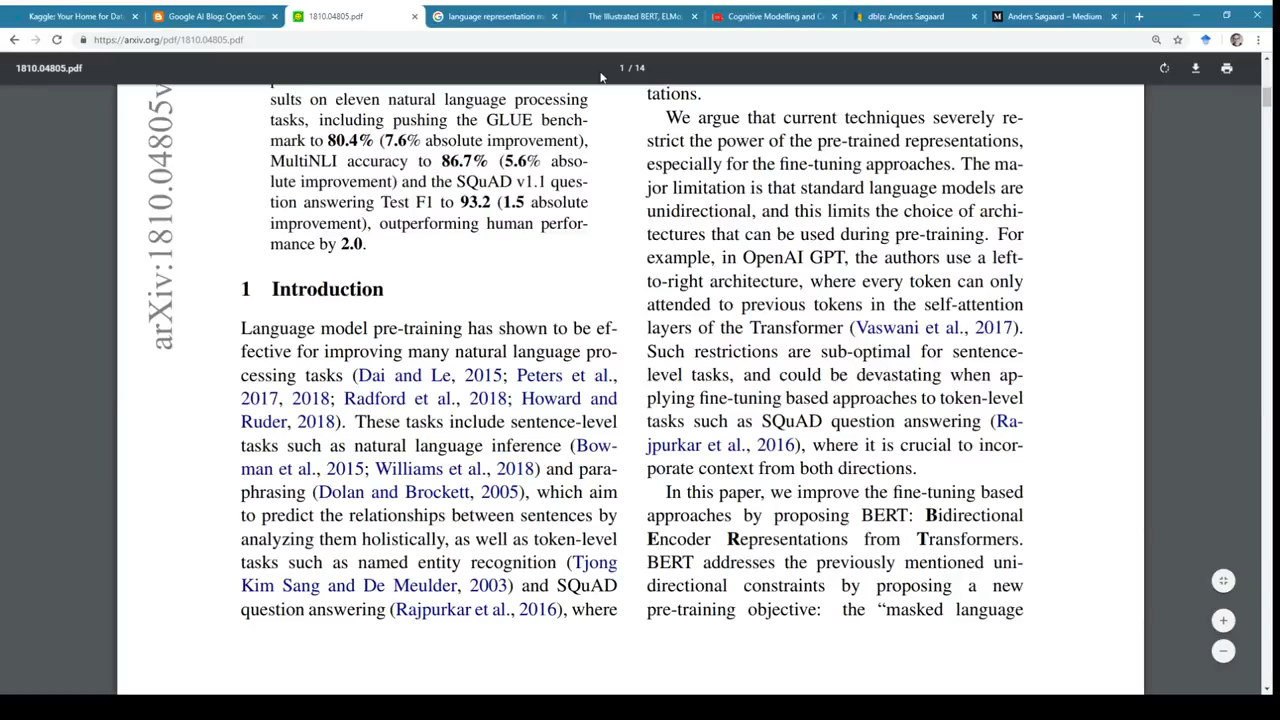 Kaggle: Your Home for Dat
Google AI Blog: Open Sour
1810.04805.pdf
language representation m
The Illustrated BERT, ELMo,
Cognitive Modelling and C
dblp: Anders Søgaard
Anders Søgaard – Medium
https://arxiv.org/pdf/1810.04805.pdf
1810.04805.pdf
1 / 14
arXiv:1810.04805v
sults on eleven natural language processing
tasks, including pushing the GLUE bench-
mark to 80.4% (7.6% absolute improvement),
MultiNLI accuracy to 86.7% (5.6% abso-
lute improvement) and the SQuAD v1.1 ques-
tion answering Test F1 to 93.2 (1.5 absolute
improvement), outperforming human perfor-
mance by 2.0.
1 Introduction
Language model pre-training has shown to be ef-
fective for improving many natural language pro-
cessing tasks (Dai and Le, 2015; Peters et al.,
2017, 2018; Radford et al., 2018; Howard and
Ruder, 2018). These tasks include sentence-level
tasks such as natural language inference (Bow-
man et al., 2015; Williams et al., 2018) and para-
phrasing (Dolan and Brockett, 2005), which aim
to predict the relationships between sentences by
analyzing them holistically, as well as token-level
tasks such as named entity recognition (Tjong
Kim Sang and De Meulder, 2003) and SQuAD
question answering (Rajpurkar et al., 2016), where
tations.
We argue that current techniques severely re-
strict the power of the pre-trained representations,
especially for the fine-tuning approaches. The ma-
jor limitation is that standard language models are
unidirectional, and this limits the choice of archi-
tectures that can be used during pre-training. For
example, in OpenAI GPT, the authors use a left-
to-right architecture, where every token can only
attended to previous tokens in the self-attention
layers of the Transformer (Vaswani et al., 2017).
Such restrictions are sub-optimal for sentence-
level tasks, and could be devastating when ap-
plying fine-tuning based approaches to token-level
tasks such as SQuAD question answering (Ra-
jpurkar et al., 2016), where it is crucial to incor-
porate context from both directions.
In this paper, we improve the fine-tuning based
approaches by proposing BERT: Bidirectional
Encoder Representations from Transformers.
BERT addresses the previously mentioned uni-
directional constraints by proposing a new
pre-training objective: the “masked language